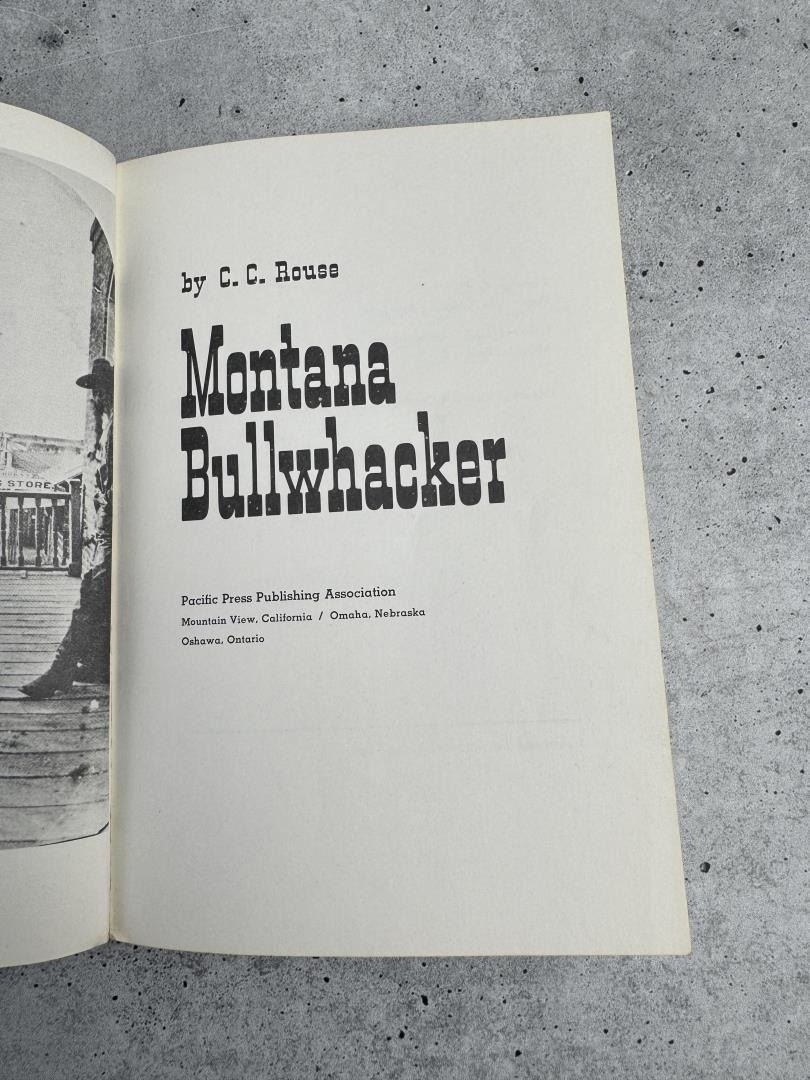 STORE.
by C. C. Rouse
Montana
Bullwhacker
Pacific Press Publishing Association
Mountain View, California / Omaha, Nebraska
Oshawa, Ontario